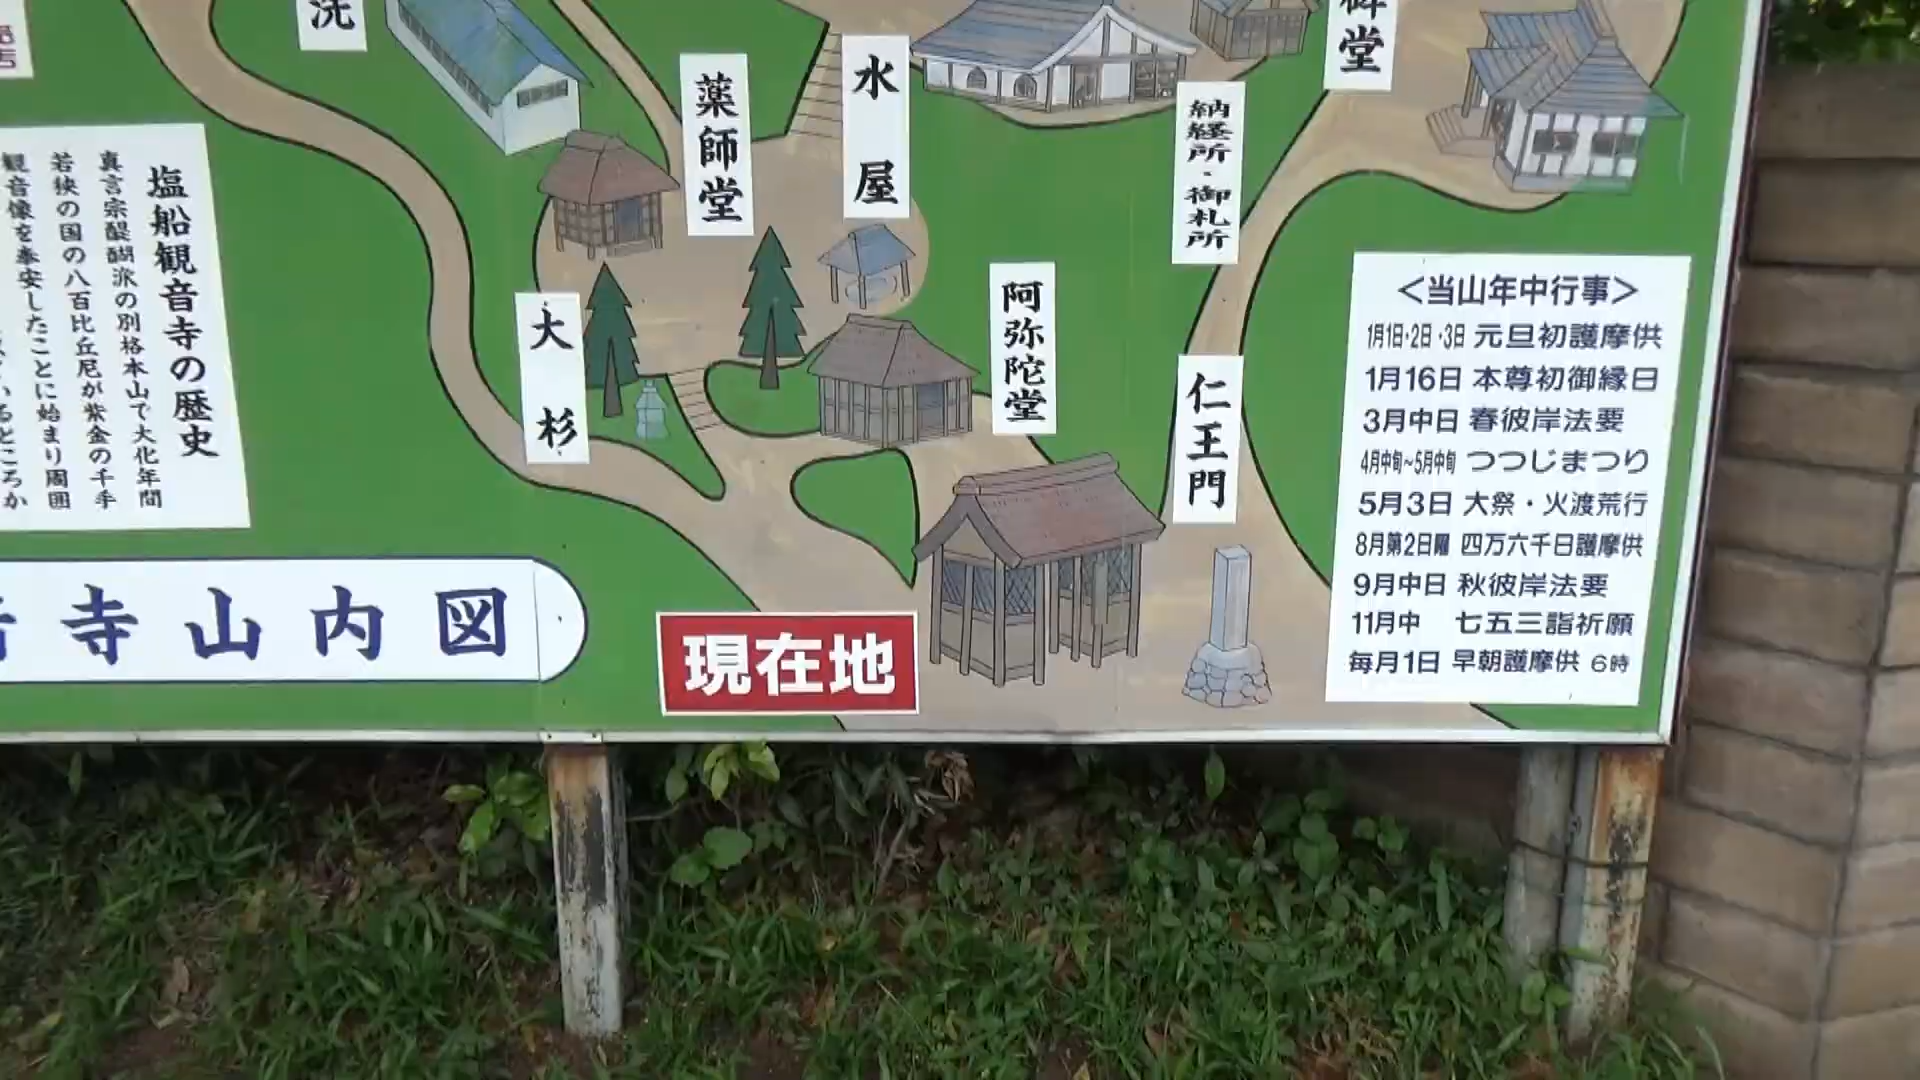 洗
薬師堂
水屋
納経所・御札所
堂
大杉
阿弥陀堂
仁王門
塩船観音寺の歴史
真言宗醍醐派の別格本山で大化年間
若狭の国の八百比丘尼が紫金の千手
観音像を奉安したことに始まり周囲
寺山内図
現在地
<当山年中行事>
1月1日・2日・3日 元旦初護摩供
1月16日 本尊初御縁日
3月中日 春彼岸法要
4月中旬~5月中旬 つつじまつり
5月3日 大祭・火渡荒行
8月第2日曜 四万六千日護摩供
9月中日 秋彼岸法要
11月中 七五三詣祈願
毎月1日 早朝護摩供 6時